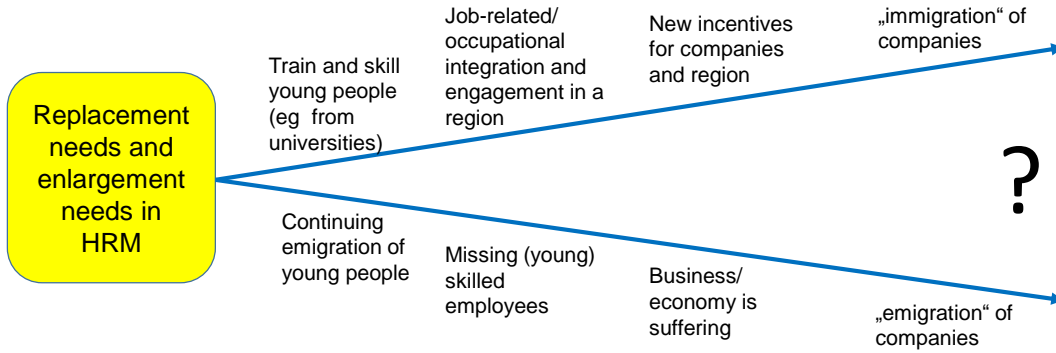 Replacement
needs and
enlargement
needs in
HRM
Train and skill
young people
(eg from
universities)
Job-related/
occupational
integration and
engagement in a
region
New incentives
for companies
and region
„immigration“ of
companies
?
Continuing
emigration of
young people
Missing (young)
skilled
employees
Business/
economy is
suffering
„emigration“ of
companies